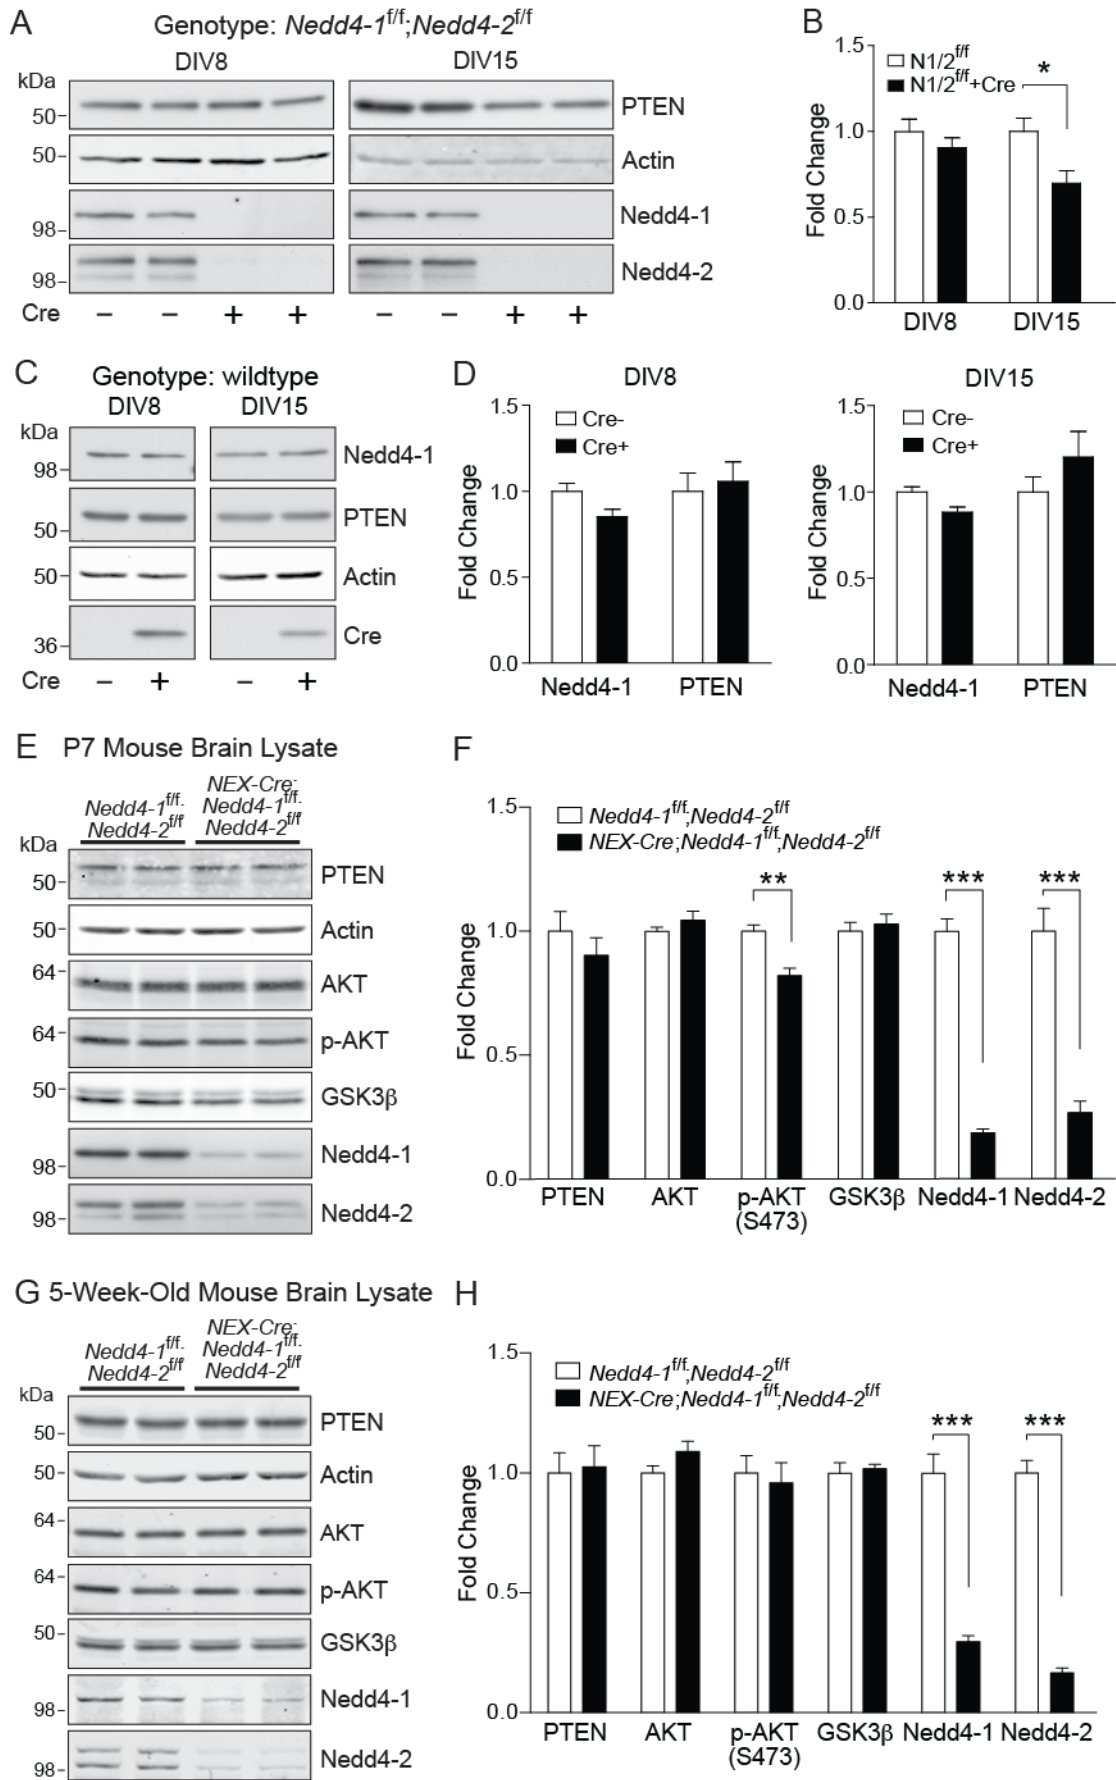 A
Genotype: Nedd4-1f/f;Nedd4-2f/f
DIV8 DIV15
kDa
50– PTEN
50– Actin
98– Nedd4-1
98– Nedd4-2
Cre – – + + – – + +
B
1.5
N1/2f/f
N1/2f/f+Cre
*
1.0
Fold Change
0.5
0.0
DIV8 DIV15
C
Genotype: wildtype
DIV8 DIV15
kDa
98– Nedd4-1
50– PTEN
50– Actin
36– Cre
Cre – + – +
D
DIV8
1.5
Cre-
Cre+
1.0
Fold Change
0.5
0.0
Nedd4-1 PTEN
DIV15
1.5
Cre-
Cre+
1.0
Fold Change
0.5
0.0
Nedd4-1 PTEN
E P7 Mouse Brain Lysate
Nedd4-1f/f;
Nedd4-2f/f
NEX-Cre;
Nedd4-1f/f;
Nedd4-2f/f
kDa
50– PTEN
50– Actin
64– AKT
64– p-AKT
50– GSK3β
98– Nedd4-1
98– Nedd4-2
F
1.5
Nedd4-1f/f;Nedd4-2f/f
NEX-Cre;Nedd4-1f/f;Nedd4-2f/f
** *** ***
1.0
Fold Change
0.5
0.0
PTEN AKT p-AKT GSK3β Nedd4-1 Nedd4-2
(S473)
G 5-Week-Old Mouse Brain Lysate
Nedd4-1f/f;
Nedd4-2f/f
NEX-Cre;
Nedd4-1f/f;
Nedd4-2f/f
kDa
50– PTEN
50– Actin
64– AKT
64– p-AKT
50– GSK3β
98– Nedd4-1
98– Nedd4-2
H
1.5
Nedd4-1f/f;Nedd4-2f/f
NEX-Cre;Nedd4-1f/f;Nedd4-2f/f
*** ***
1.0
Fold Change
0.5
0.0
PTEN AKT p-AKT GSK3β Nedd4-1 Nedd4-2
(S473)